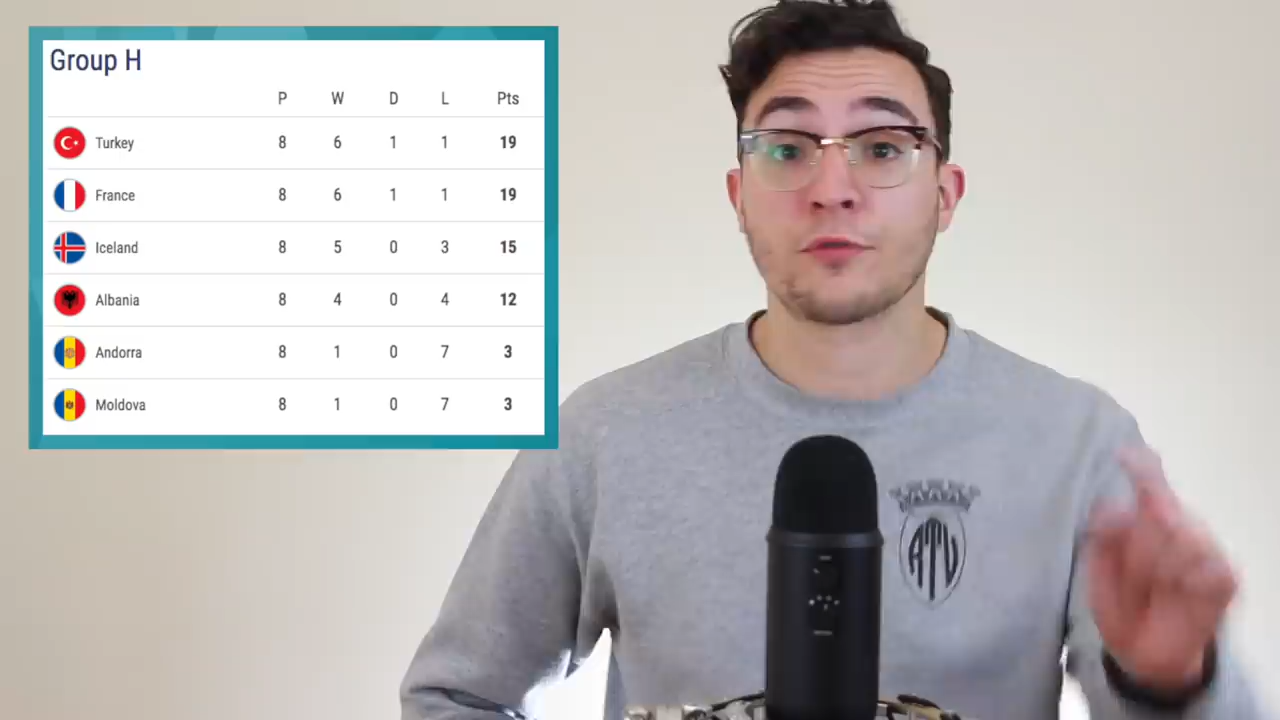 Group H
P W D L Pts
Turkey 8 6 1 1 19
France 8 6 1 1 19
Iceland 8 5 0 3 15
Albania 8 4 0 4 12
Andorra 8 1 0 7 3
Moldova 8 1 0 7 3
ATV